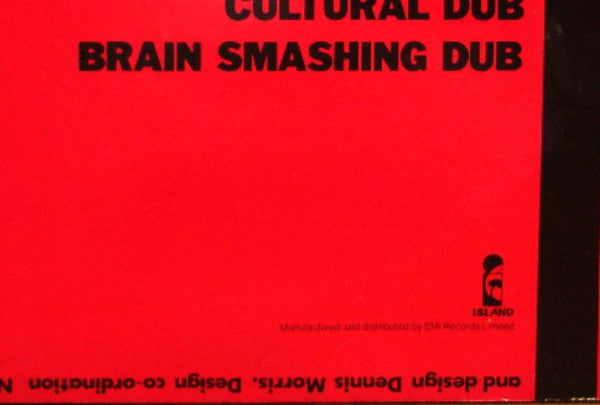 CULTURAL DUB
BRAIN SMASHING DUB
ISLAND
Manufactured and distributed by EMI Records Limited
and design Dennis Morris. Design co-ordination N